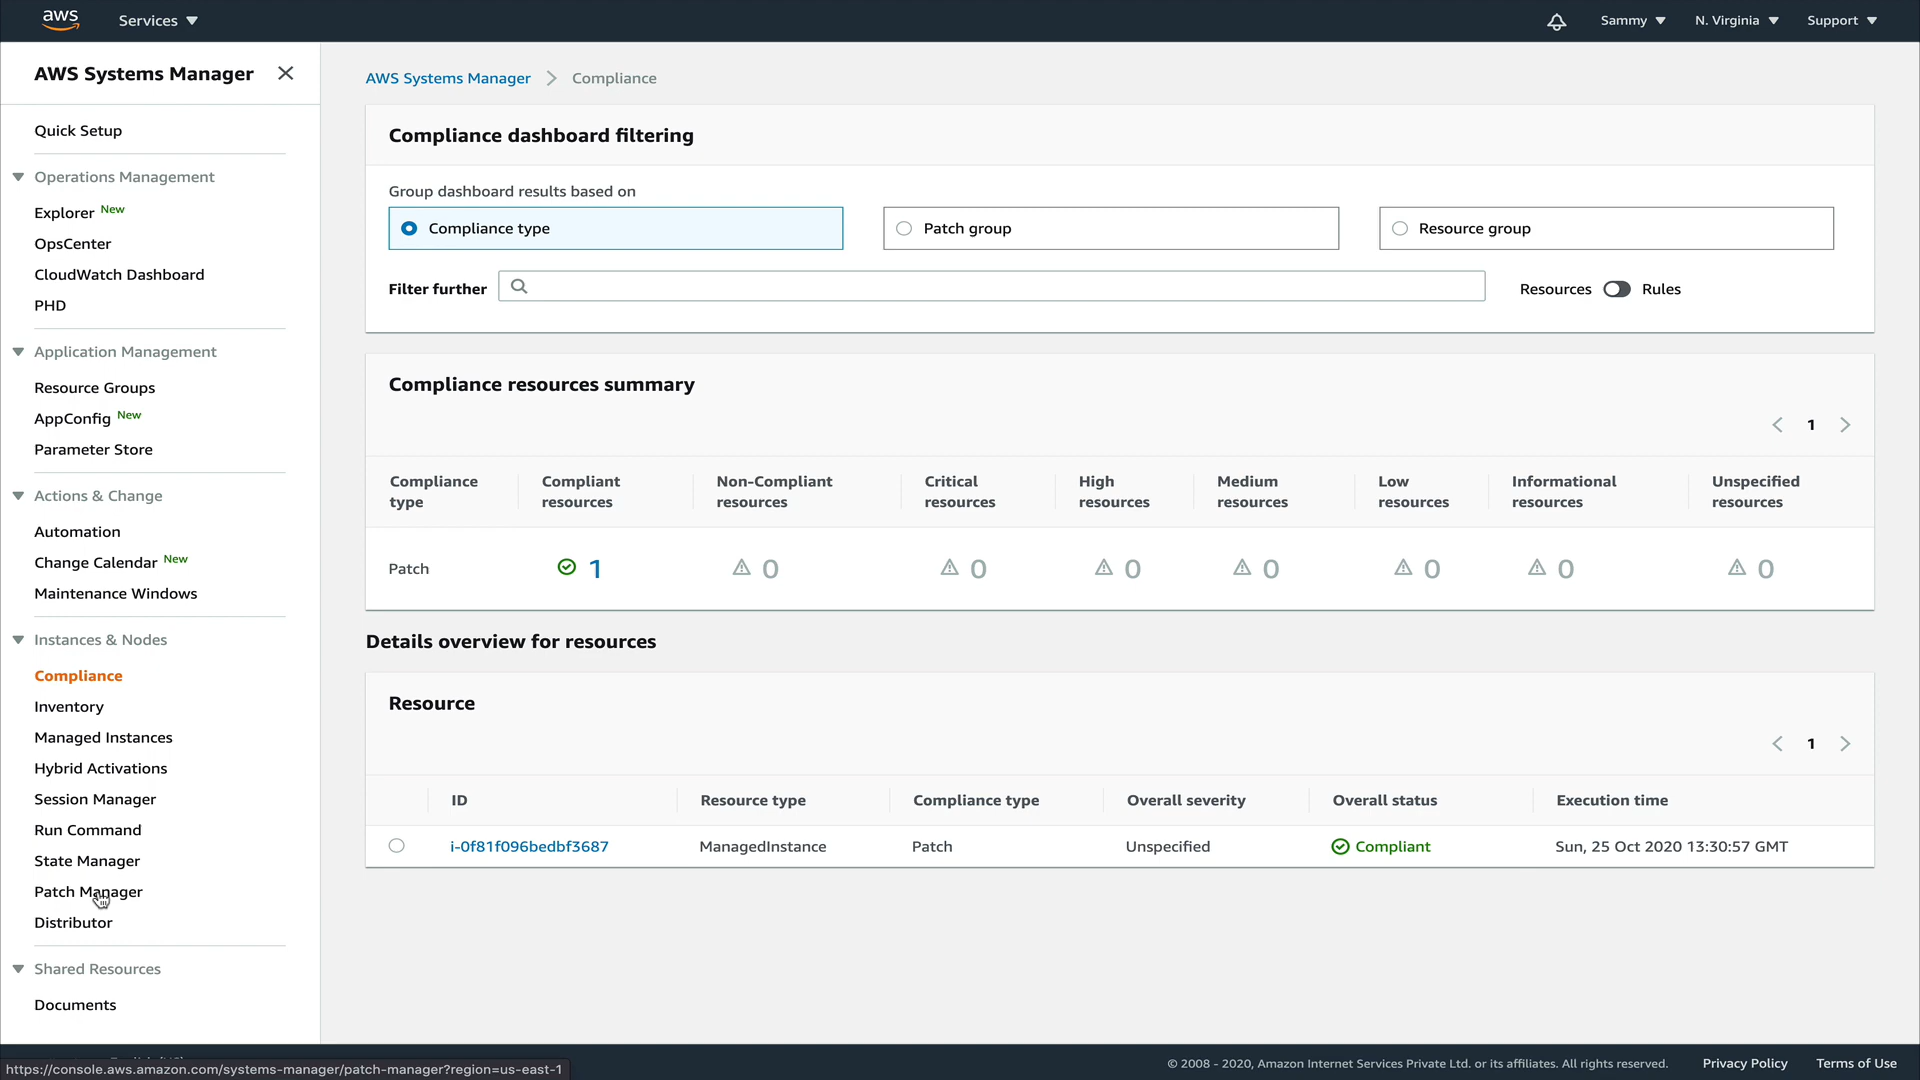 aws
Services
Sammy
N. Virginia
Support
AWS Systems Manager
Quick Setup
Operations Management
Explorer New
OpsCenter
CloudWatch Dashboard
PHD
Application Management
Resource Groups
AppConfig New
Parameter Store
Actions & Change
Automation
Change Calendar New
Maintenance Windows
Instances & Nodes
Compliance
Inventory
Managed Instances
Hybrid Activations
Session Manager
Run Command
State Manager
Patch Manager
Distributor
Shared Resources
Documents
AWS Systems Manager > Compliance
Compliance dashboard filtering
Group dashboard results based on
Compliance type
Patch group
Resource group
Filter further
Resources
Rules
Compliance resources summary
1
Compliance type
Compliant resources
Non-Compliant resources
Critical resources
High resources
Medium resources
Low resources
Informational resources
Unspecified resources
Patch 1 0 0 0 0 0 0 0
Details overview for resources
Resource
1
ID Resource type Compliance type Overall severity Overall status Execution time
i-0f81f096bedbf3687 ManagedInstance Patch Unspecified Compliant Sun, 25 Oct 2020 13:30:57 GMT
https://console.aws.amazon.com/systems-manager/patch-manager?region=us-east-1
© 2008 - 2020, Amazon Internet Services Private Ltd. or its affiliates. All rights reserved.
Privacy Policy
Terms of Use